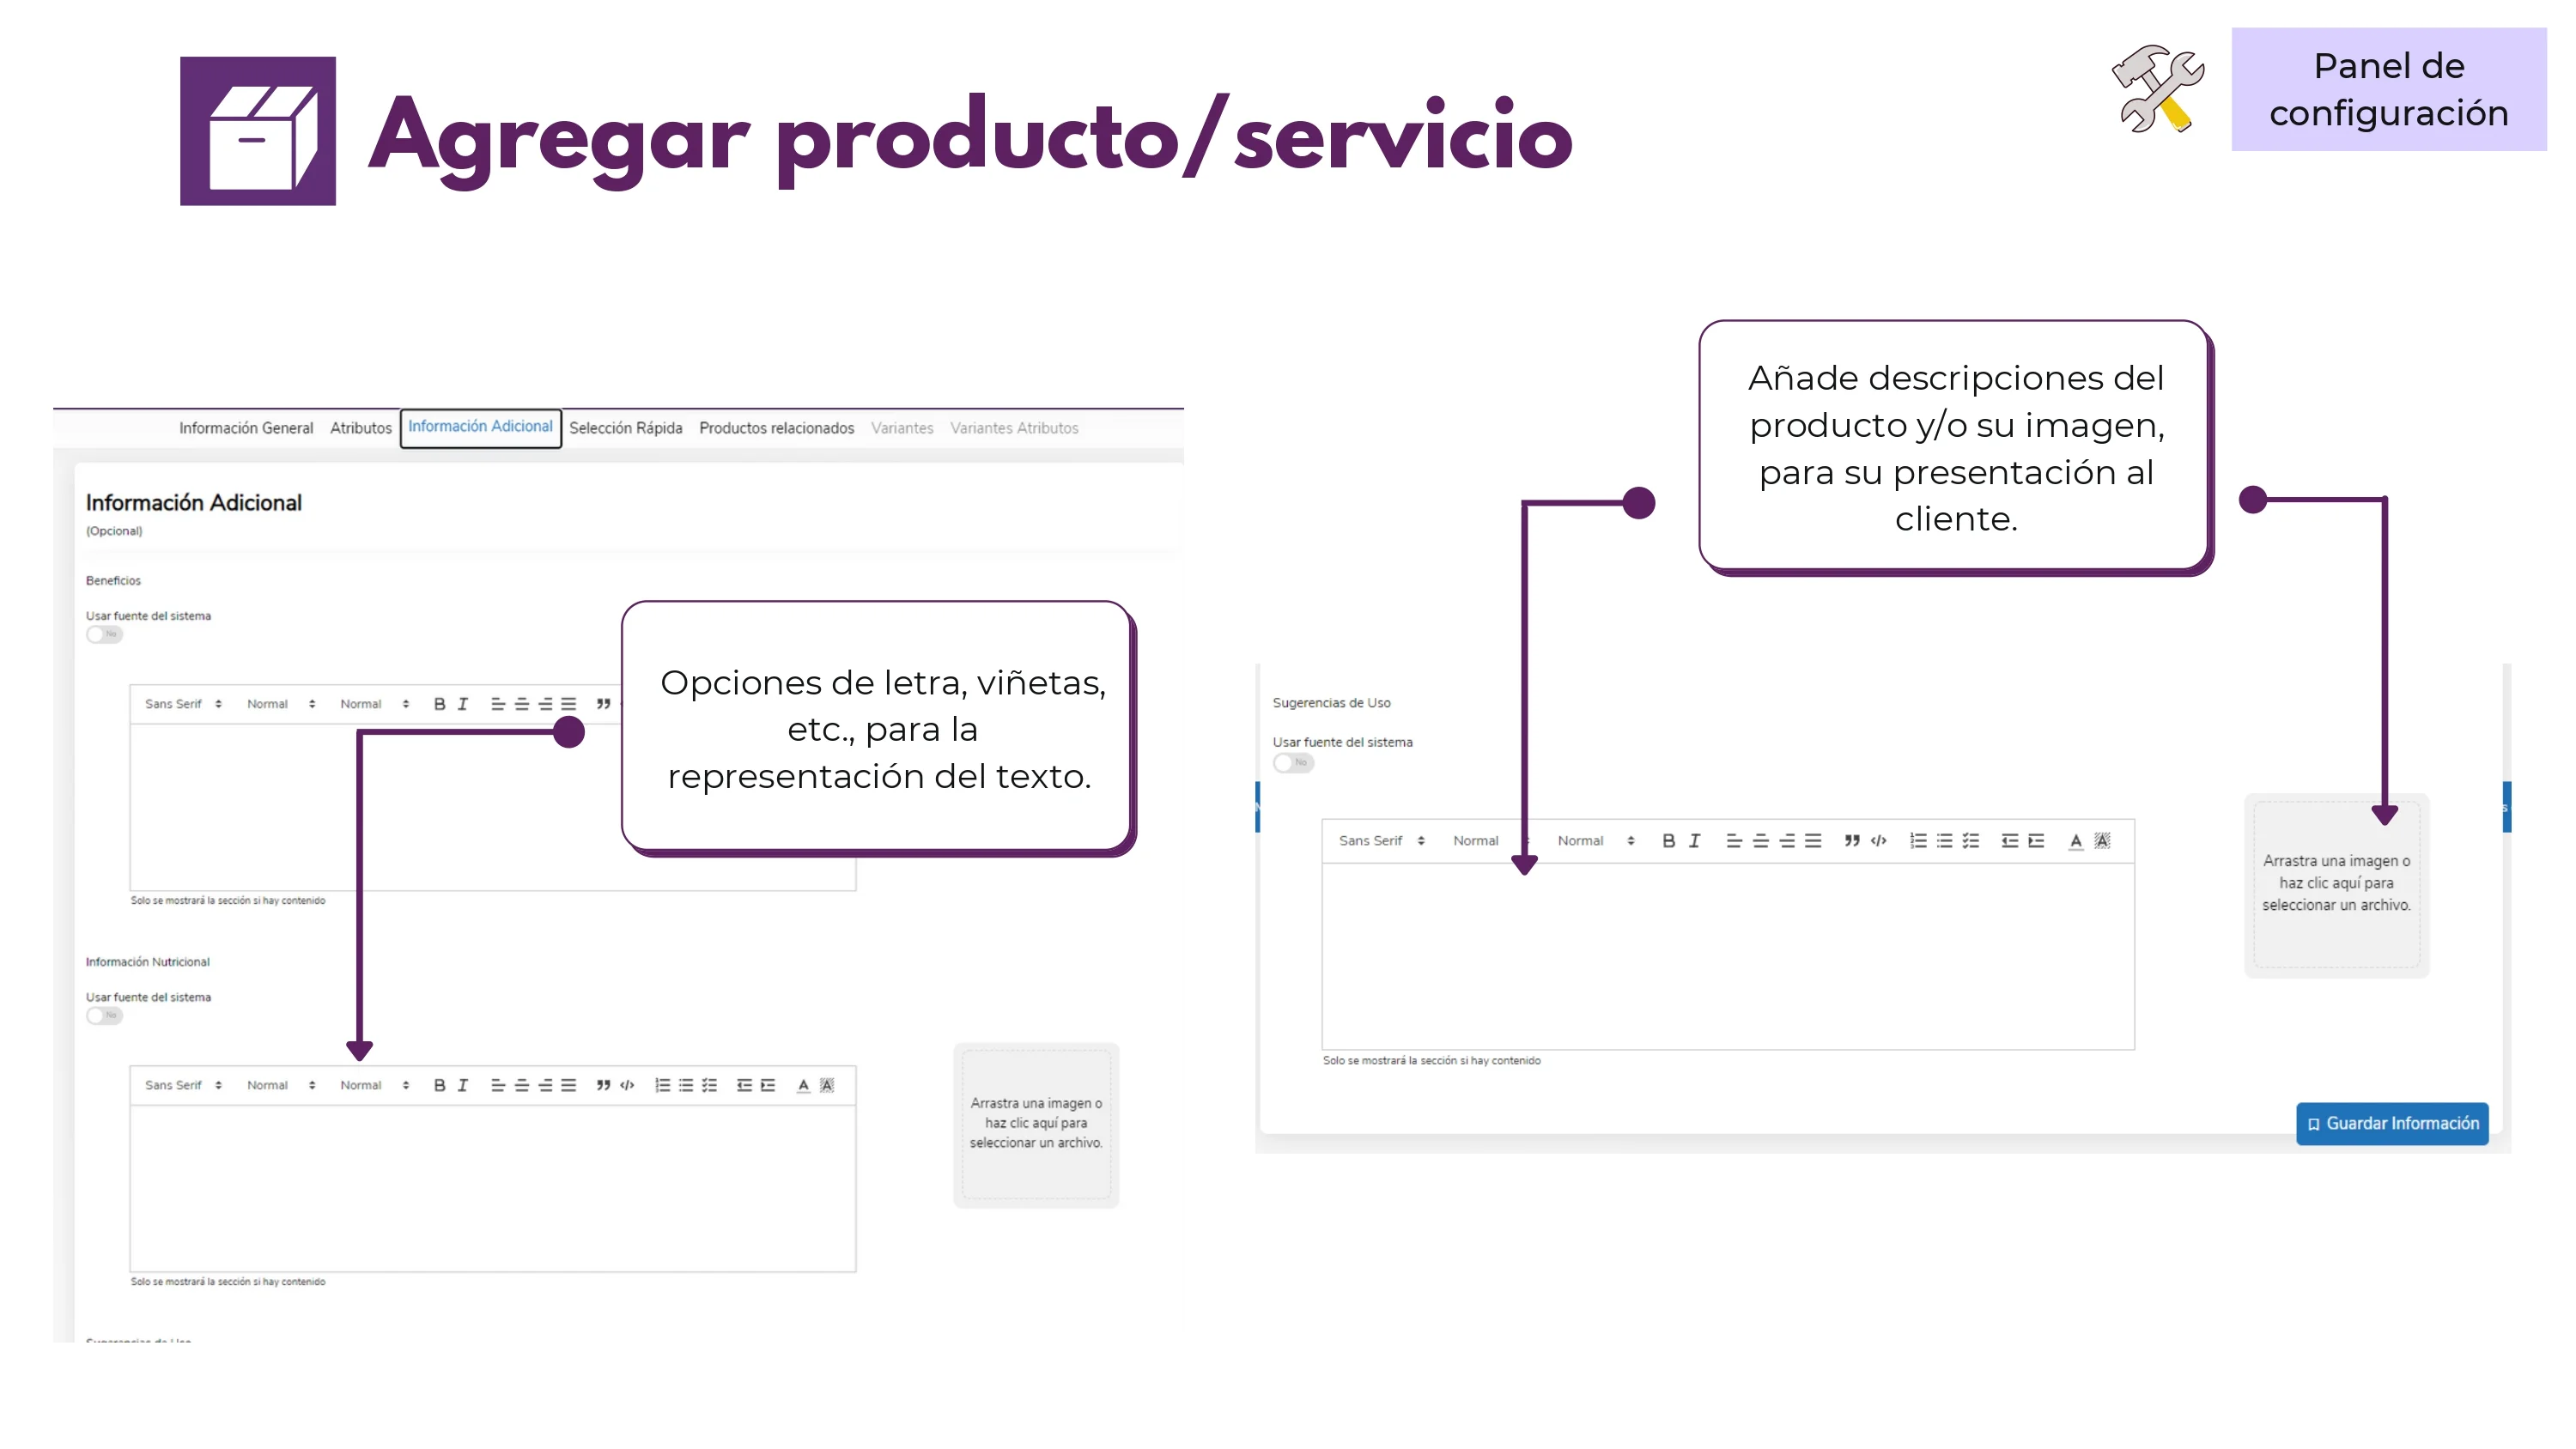 Agregar producto/servicio
Panel de
configuración
Información General Atributos Información Adicional Selección Rápida Productos relacionados Variantes Variantes Atributos
Información Adicional
(Opcional)
Beneficios
Usar fuente del sistema
No
Sans Serif Normal Normal
Opciones de letra, viñetas,
etc., para la
representación del texto.
Solo se mostrará la sección si hay contenido
Información Nutricional
Usar fuente del sistema
No
Sans Serif Normal Normal
Arrastra una imagen o
haz clic aquí para
seleccionar un archivo.
Solo se mostrará la sección si hay contenido
Añade descripciones del
producto y/o su imagen,
para su presentación al
cliente.
Sugerencias de Uso
Usar fuente del sistema
No
Sans Serif Normal Normal
Arrastra una imagen o
haz clic aquí para
seleccionar un archivo.
Solo se mostrará la sección si hay contenido
Guardar Información